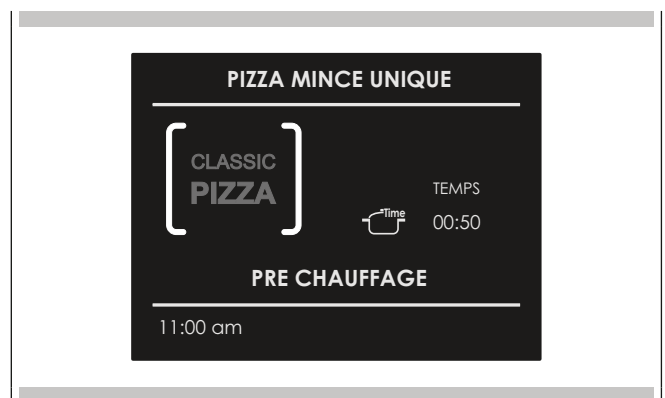 PIZZA MINCE UNIQUE
CLASSIC
PIZZA
TEMPS
Time
00:50
PRE CHAUFFAGE
11:00 am